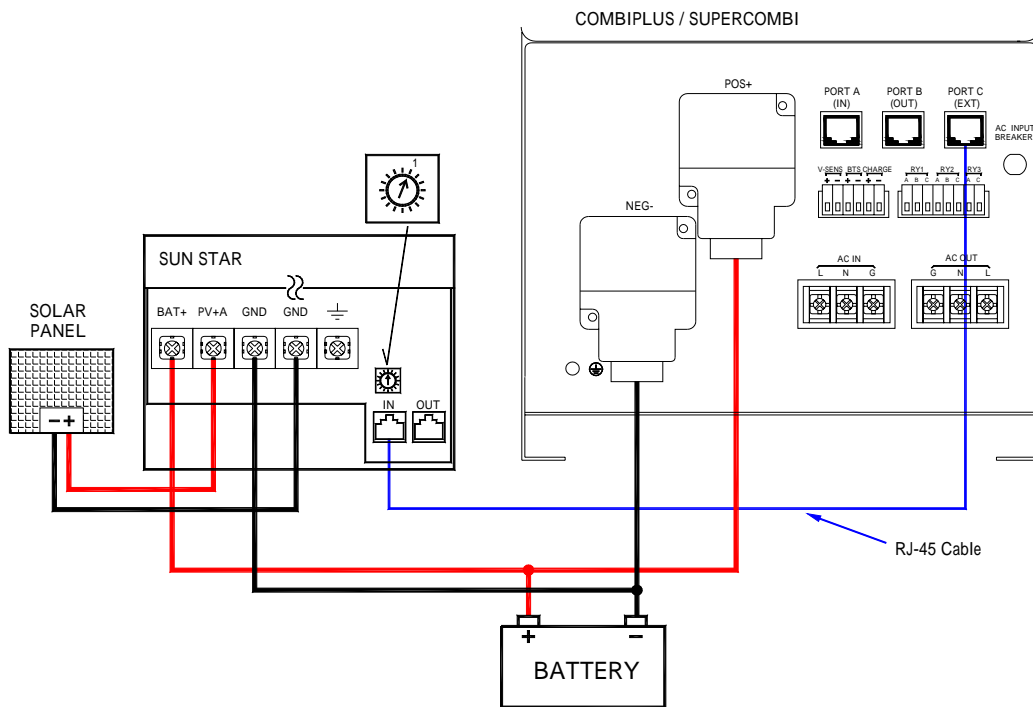 COMBIPLUS / SUPERCOMBI
POS+
PORT A
(IN)
PORT B
(OUT)
PORT C
(EXT)
AC INPUT
BREAKER
V-SENS BTS CHARGE
+ - + - + -
RY1 RY2 RY3
A B C A B C A C
NEG-
AC IN
L N G
AC OUT
G N L
1
SUN STAR
BAT+ PV+A GND GND
IN OUT
SOLAR
PANEL
- +
RJ-45 Cable
+ -
BATTERY